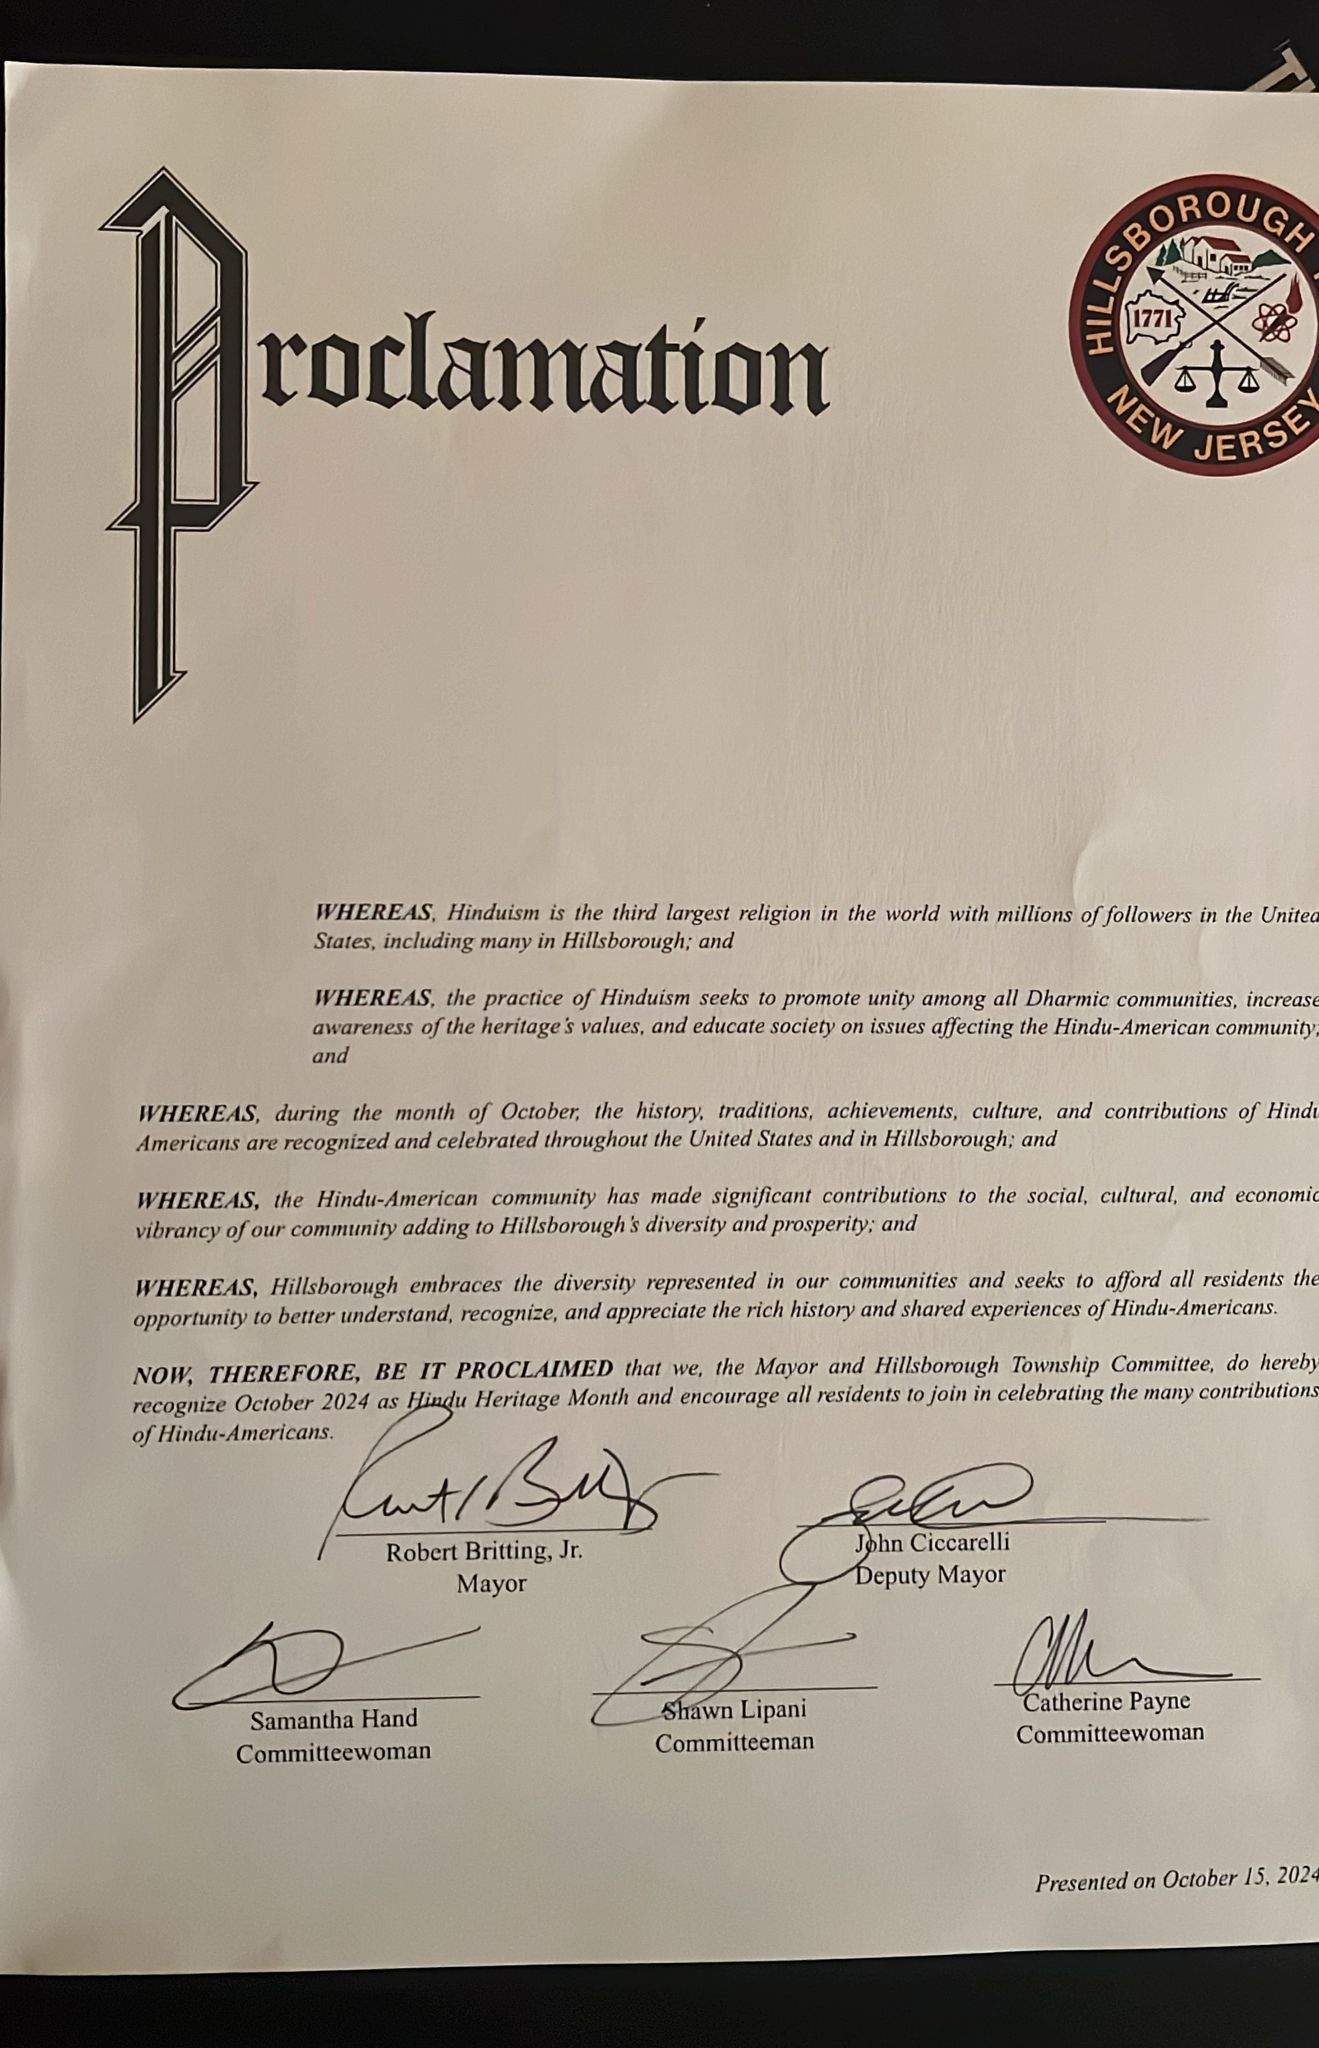 Proclamation
HILLSBOROUGH
NEW JERSEY
1771
WHEREAS, Hinduism is the third largest religion in the world with millions of followers in the United
States, including many in Hillsborough; and
WHEREAS, the practice of Hinduism seeks to promote unity among all Dharmic communities, increase
awareness of the heritage's values, and educate society on issues affecting the Hindu-American community;
and
WHEREAS, during the month of October, the history, traditions, achievements, culture, and contributions of Hindu
Americans are recognized and celebrated throughout the United States and in Hillsborough; and
WHEREAS, the Hindu-American community has made significant contributions to the social, cultural, and economic
vibrancy of our community adding to Hillsborough's diversity and prosperity; and
WHEREAS, Hillsborough embraces the diversity represented in our communities and seeks to afford all residents the
opportunity to better understand, recognize, and appreciate the rich history and shared experiences of Hindu-Americans.
NOW, THEREFORE, BE IT PROCLAIMED that we, the Mayor and Hillsborough Township Committee, do hereby
recognize October 2024 as Hindu Heritage Month and encourage all residents to join in celebrating the many contributions
of Hindu-Americans.
Robert Britting, Jr.
Mayor
John Ciccarelli
Deputy Mayor
Samantha Hand
Committeewoman
Shawn Lipani
Committeeman
Catherine Payne
Committeewoman
Presented on October 15, 2024